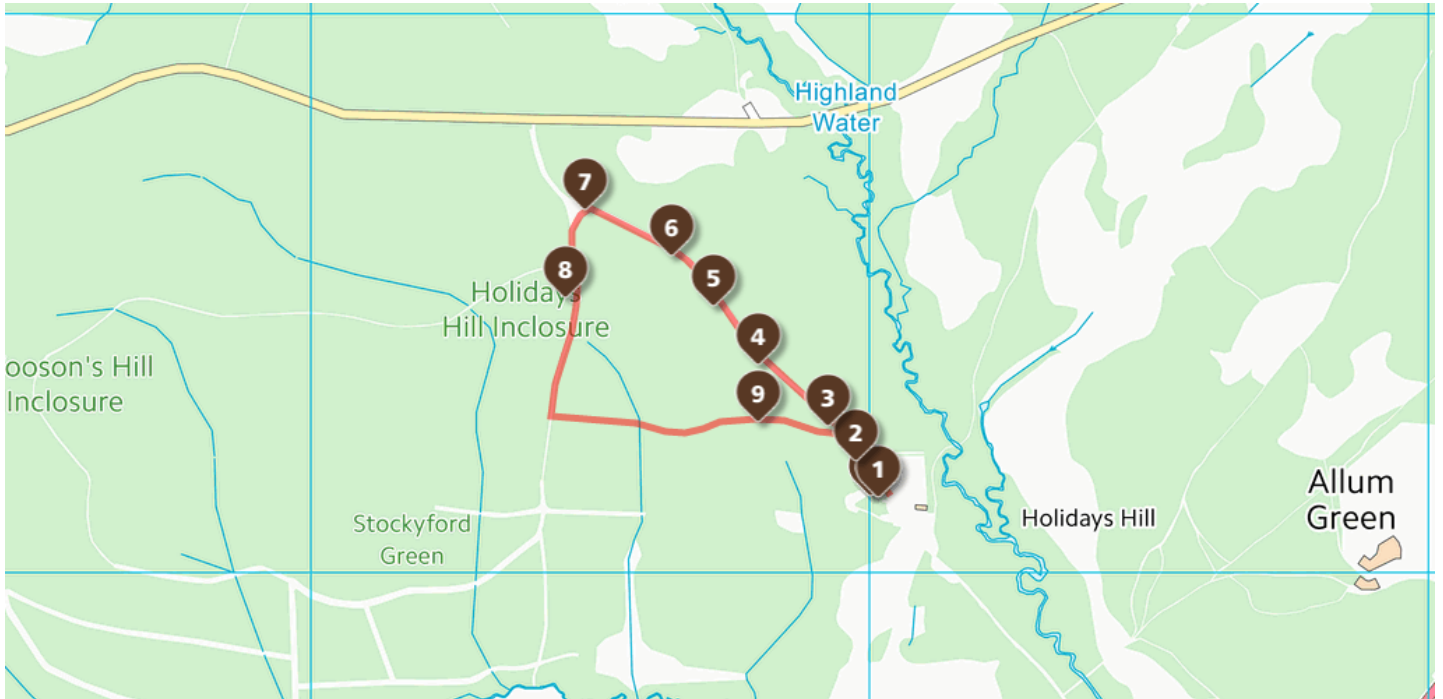 Highland
Water
7
6
8
5
Holidays
Hill Inclosure
4
ooson's Hill
Inclosure
9
3
2
1
Allum
Green
Holidays Hill
Stockyford
Green